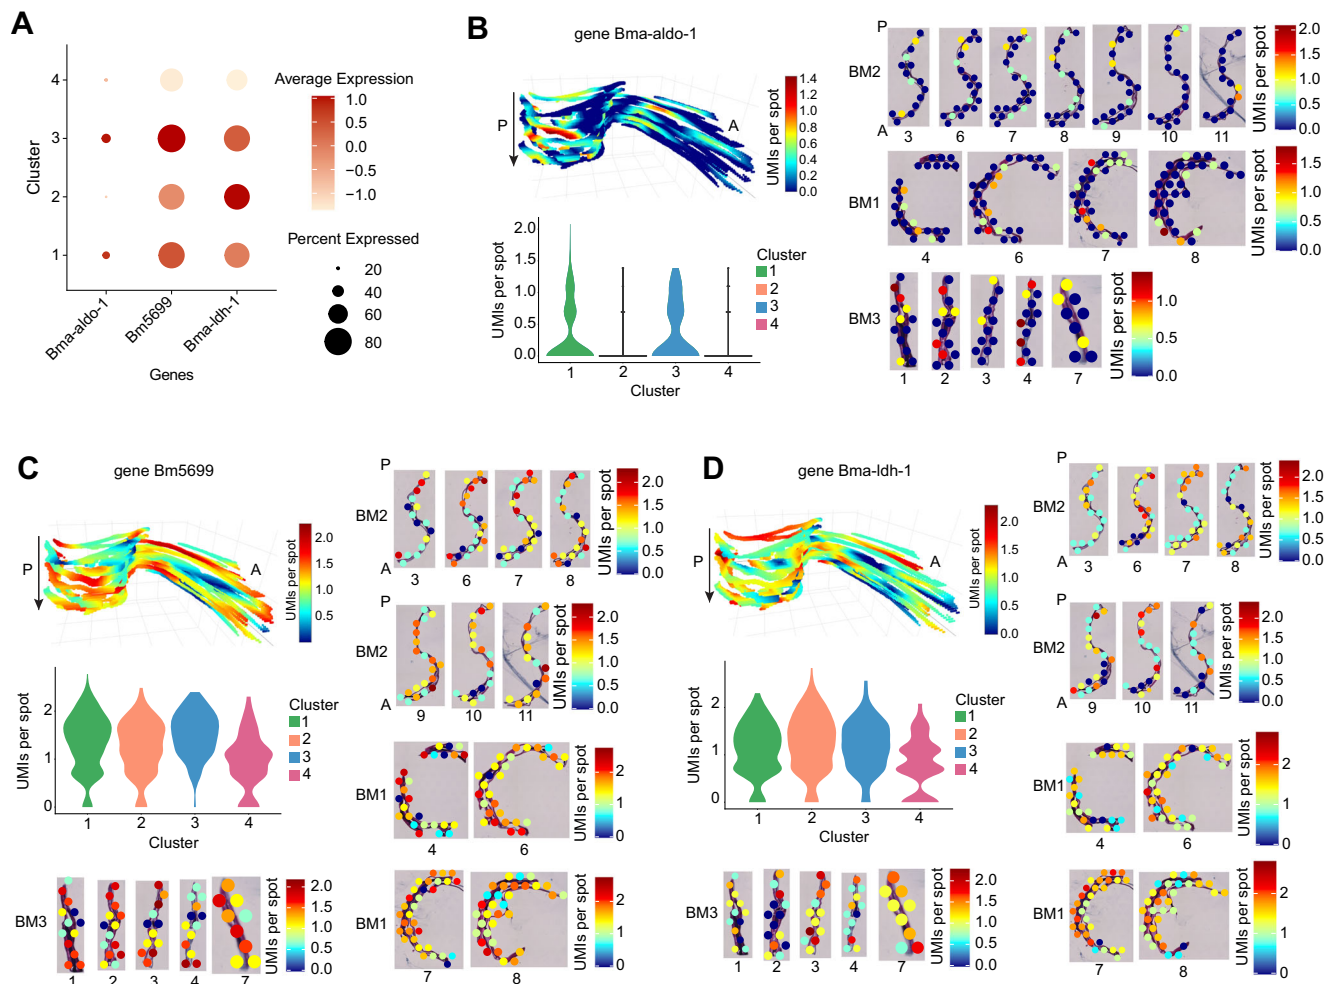 A
Cluster
4
3
2
1
Bma-aldo-1
Bm5699
Bma-ldh-1
Genes
Average Expression
1.0
0.5
0.0
−0.5
−1.0
Percent Expressed
20
40
60
80
B
gene Bma-aldo-1
P
A
UMIs per spot
1.4
1.2
1.0
0.8
0.6
0.4
0.2
0.0
UMIs per spot
2.0
1.5
1.0
0.5
0.0
1 2 3 4
Cluster
Cluster
1
2
3
4
P
BM2
A
3 6 7 8 9 10 11
UMIs per spot
2.0
1.5
1.0
0.5
0.0
BM1
4 6 7 8
UMIs per spot
1.5
1.0
0.5
0.0
BM3
1 2 3 4 7
UMIs per spot
1.0
0.5
0.0
C
gene Bm5699
P
A
UMIs per spot
2.0
1.5
1.0
0.5
UMIs per spot
2
1
0
1 2 3 4
Cluster
Cluster
1
2
3
4
BM3
1 2 3 4 7
UMIs per spot
2.0
1.5
1.0
0.5
0.0
P
BM2
A
3 6 7 8
UMIs per spot
2.0
1.5
1.0
0.5
0.0
P
BM2
A
9 10 11
UMIs per spot
2.0
1.5
1.0
0.5
0.0
BM1
4 6
UMIs per spot
2
1
0
BM1
7 8
UMIs per spot
2
1
0
D
gene Bma-ldh-1
P
A
UMIs per spot
2.0
1.5
1.0
0.5
0.0
UMIs per spot
2
1
0
1 2 3 4
Cluster
Cluster
1
2
3
4
BM3
1 2 3 4 7
UMIs per spot
2.0
1.5
1.0
0.5
0.0
P
BM2
A
3 6 7 8
UMIs per spot
2.0
1.5
1.0
0.5
0.0
P
BM2
A
9 10 11
UMIs per spot
2.0
1.5
1.0
0.5
0.0
BM1
4 6
UMIs per spot
2
1
0
BM1
7 8
UMIs per spot
2
1
0